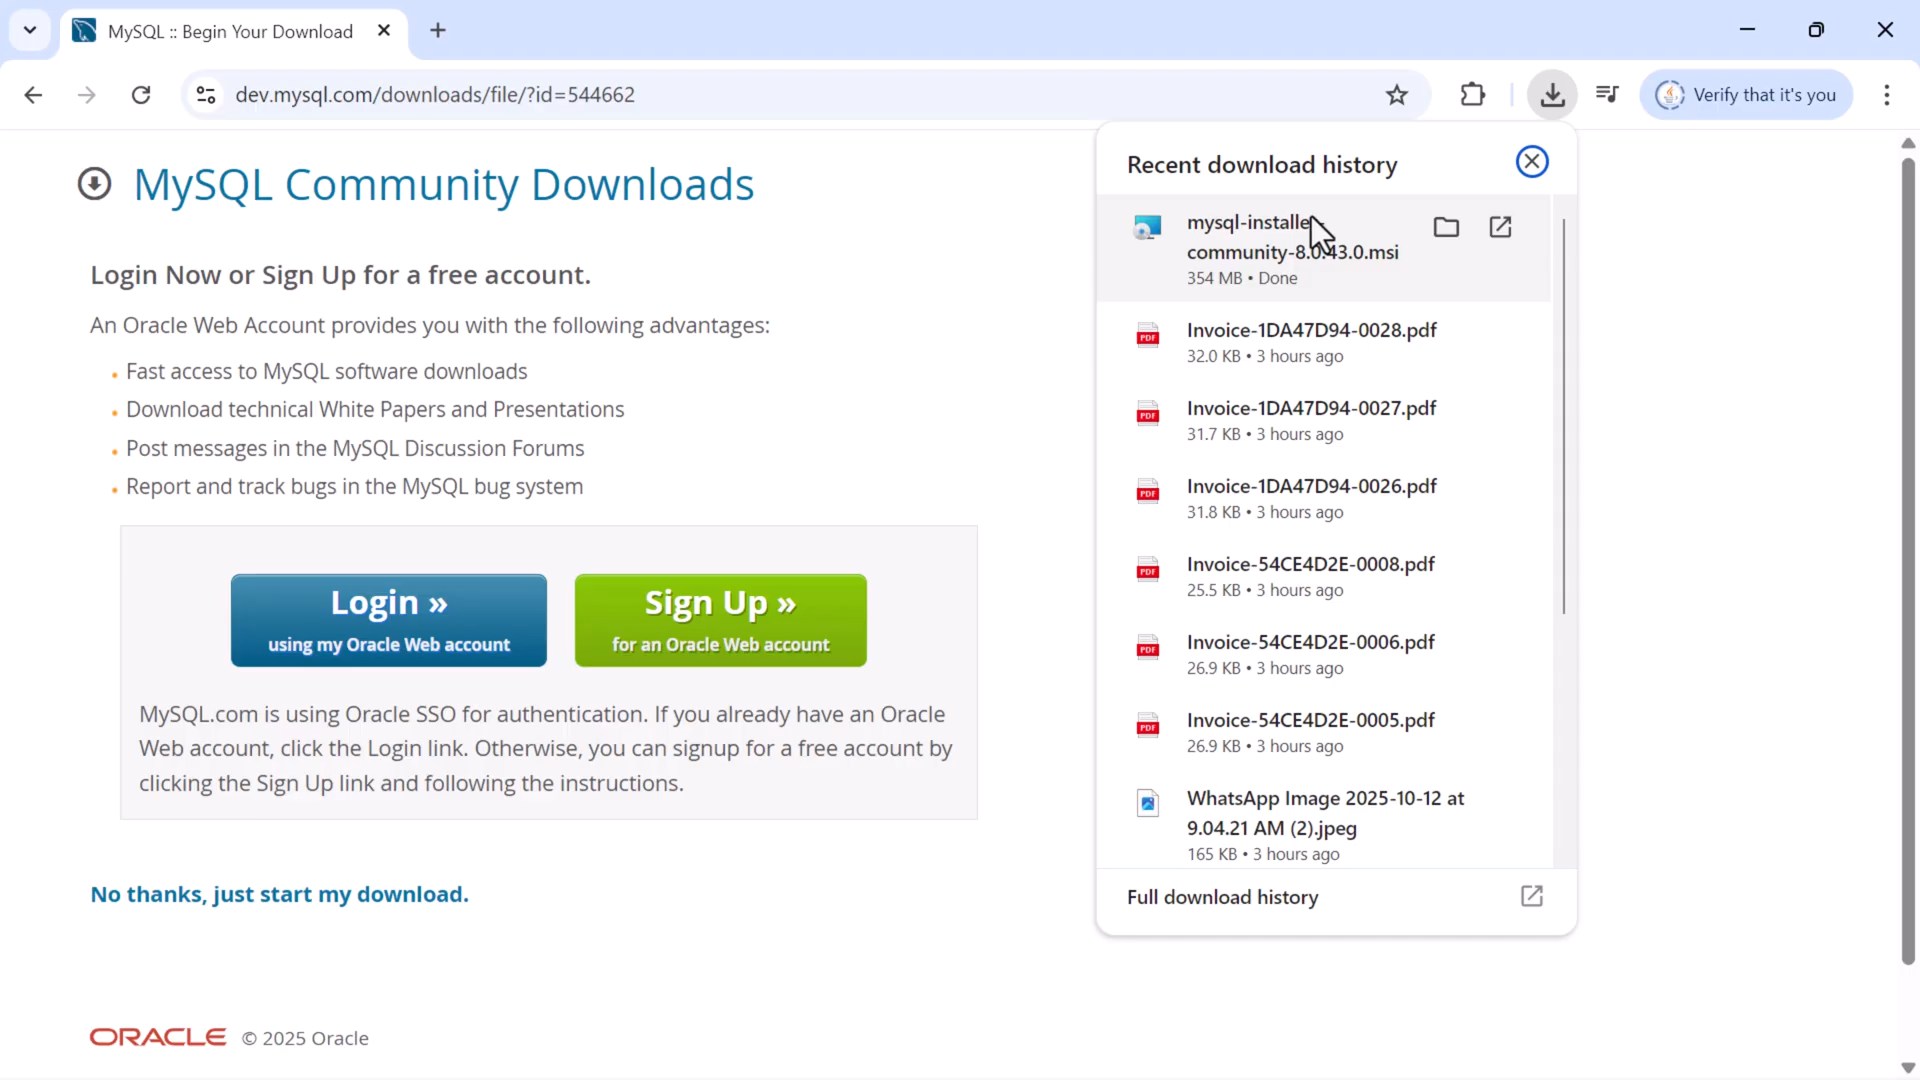 MySQL :: Begin Your Download
dev.mysql.com/downloads/file/?id=544662
Verify that it's you
MySQL Community Downloads
Login Now or Sign Up for a free account.
An Oracle Web Account provides you with the following advantages:
Fast access to MySQL software downloads
Download technical White Papers and Presentations
Post messages in the MySQL Discussion Forums
Report and track bugs in the MySQL bug system
Login »
using my Oracle Web account
Sign Up »
for an Oracle Web account
MySQL.com is using Oracle SSO for authentication. If you already have an Oracle
Web account, click the Login link. Otherwise, you can signup for a free account by
clicking the Sign Up link and following the instructions.
No thanks, just start my download.
ORACLE © 2025 Oracle
Recent download history
mysql-installer-
community-8.0.43.0.msi
354 MB • Done
Invoice-1DA47D94-0028.pdf
32.0 KB • 3 hours ago
Invoice-1DA47D94-0027.pdf
31.7 KB • 3 hours ago
Invoice-1DA47D94-0026.pdf
31.8 KB • 3 hours ago
Invoice-54CE4D2E-0008.pdf
25.5 KB • 3 hours ago
Invoice-54CE4D2E-0006.pdf
26.9 KB • 3 hours ago
Invoice-54CE4D2E-0005.pdf
26.9 KB • 3 hours ago
WhatsApp Image 2025-10-12 at
9.04.21 AM (2).jpeg
165 KB • 3 hours ago
Full download history